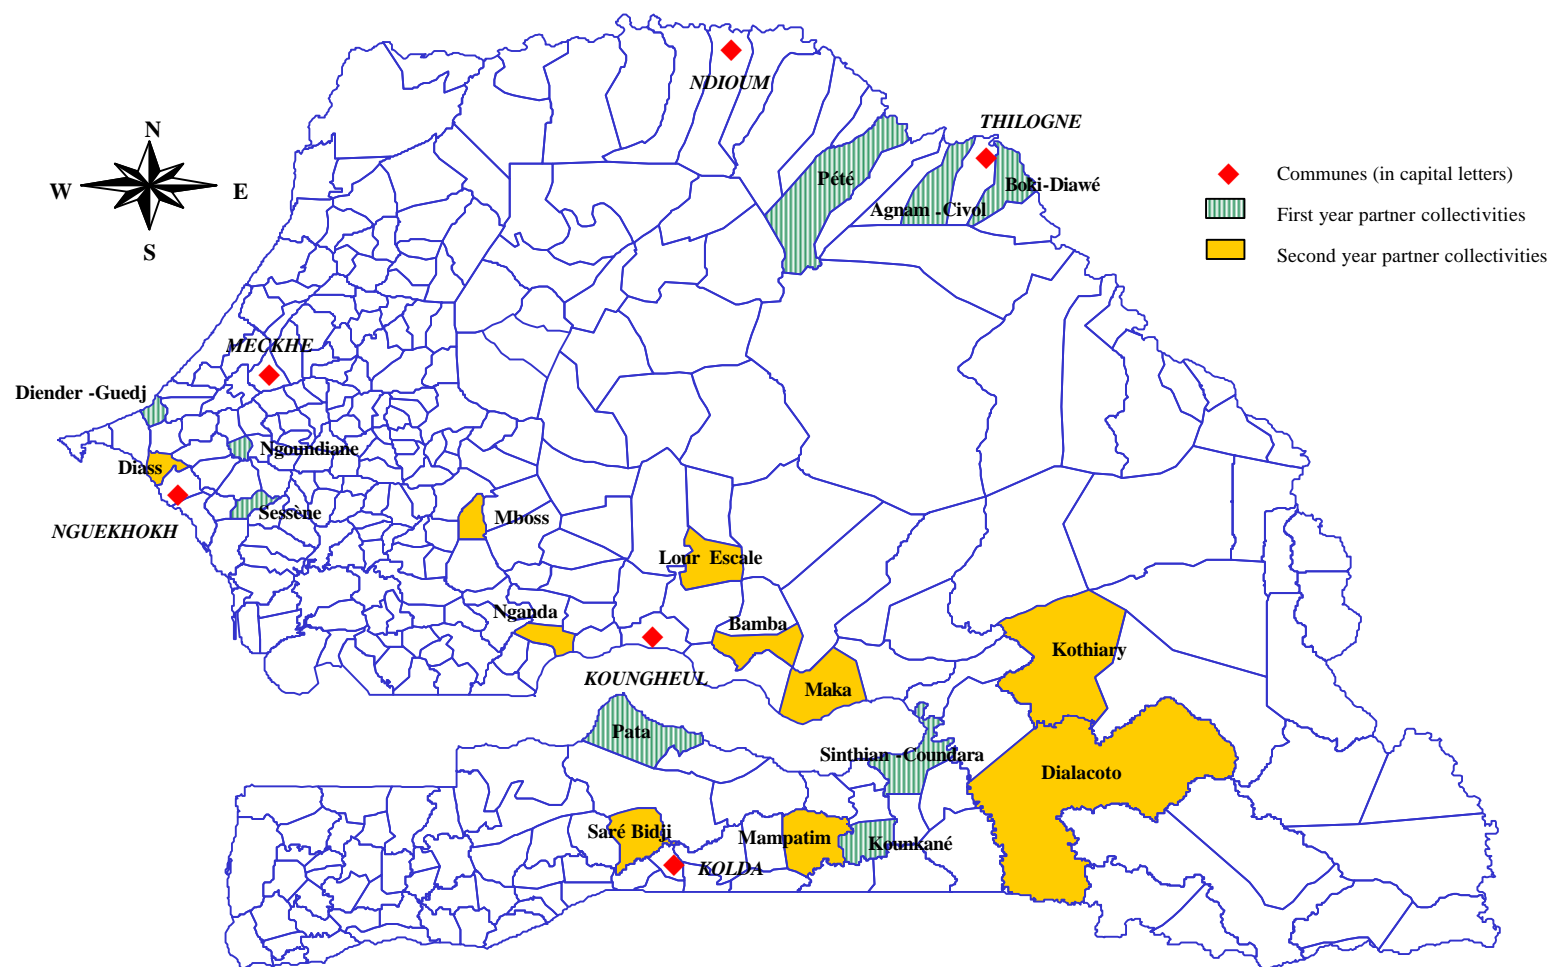 NDIOUM
THILOGNE
N
W
E
S
Communes (in capital letters)
First year partner collectivities
Second year partner collectivities
Pété
Boki-Diawé
Agnam -Civol
MECKHE
Diender -Guedj
Ngoundiane
Diass
Sessène
NGUEKHOKH
Mboss
Lour Escale
Nganda
Bamba
Kothiary
KOUNGHEUL
Maka
Pata
Sinthian -Coundara
Dialacoto
Saré Bidji
Mampatim
Kounkané
KOLDA